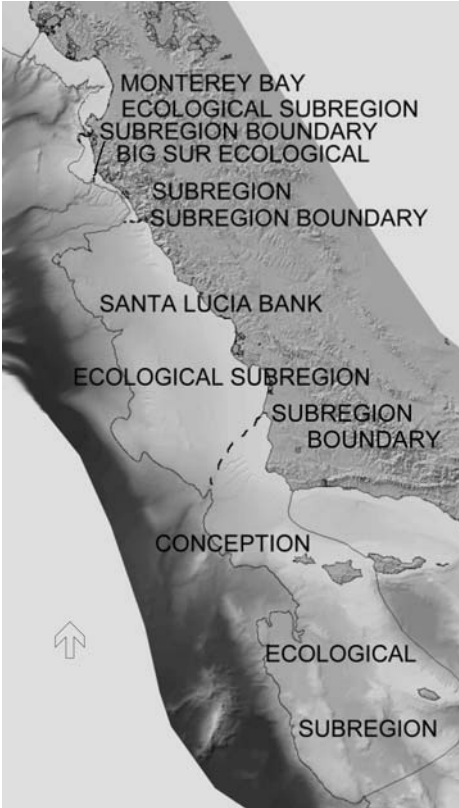 MONTEREY BAY
ECOLOGICAL SUBREGION
SUBREGION BOUNDARY
BIG SUR ECOLOGICAL
SUBREGION
SUBREGION BOUNDARY
SANTA LUCIA BANK
ECOLOGICAL SUBREGION
SUBREGION
BOUNDARY
CONCEPTION
ECOLOGICAL
SUBREGION